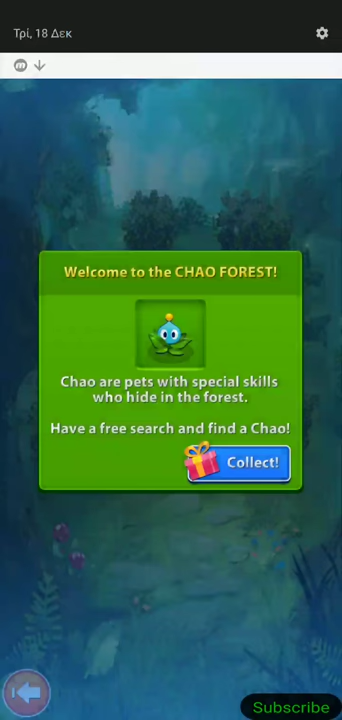 Τρί, 18 Δεκ
Welcome to the CHAO FOREST!
Chao are pets with special skills
who hide in the forest.
Have a free search and find a Chao!
Collect!
Subscribe